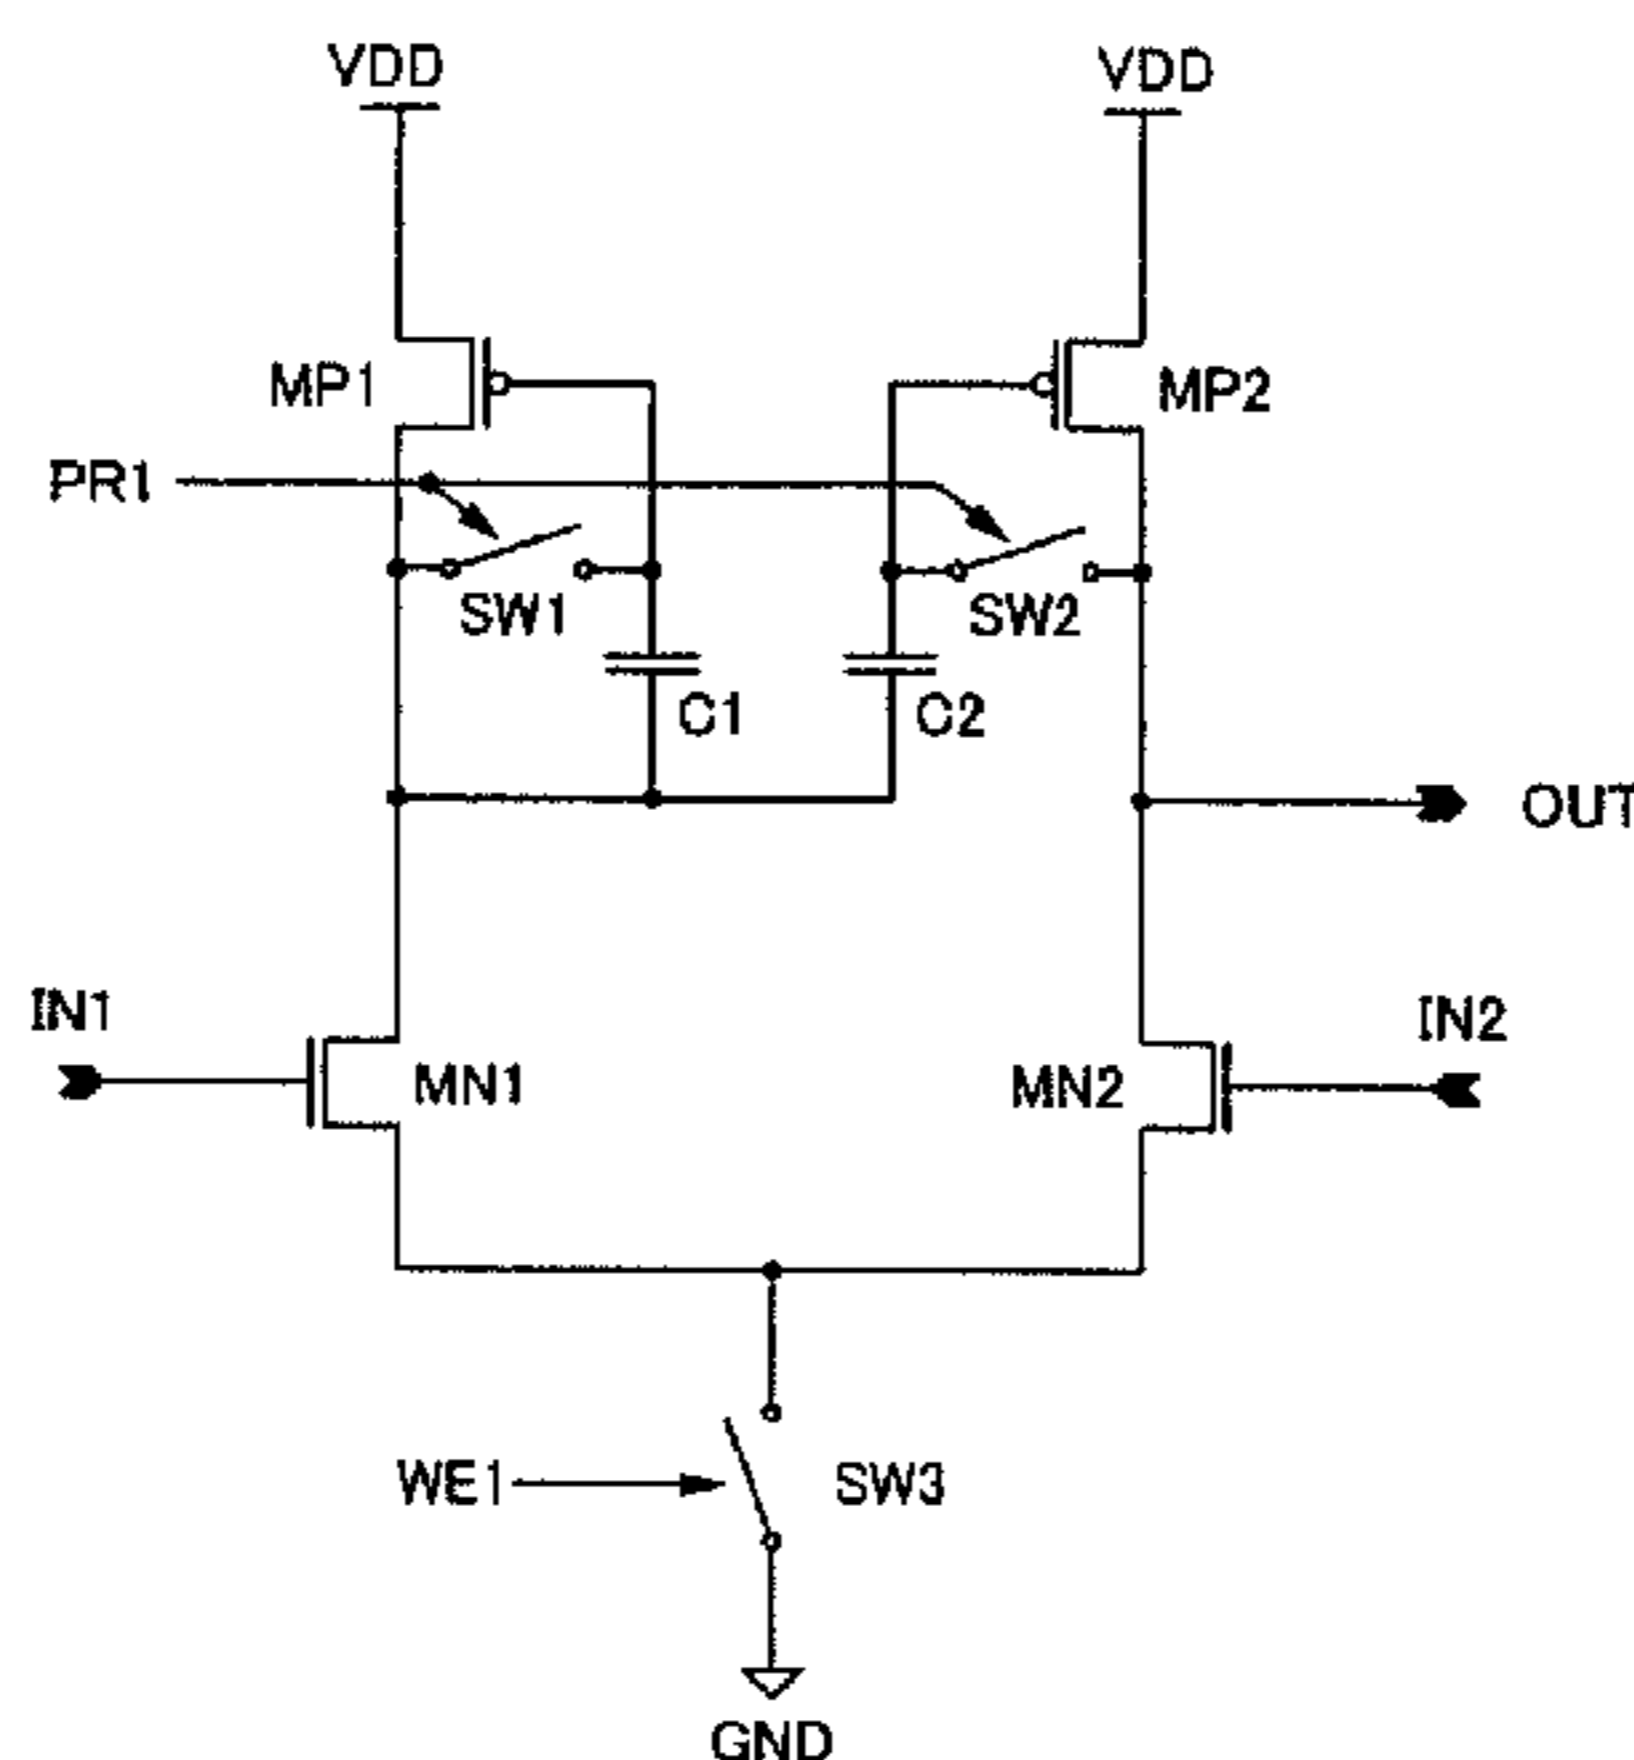 VDD
VDD
MP1
MP2
PR1
SW1
SW2
C1
C2
OUT
IN1
IN2
MN1
MN2
WE1
SW3
GND